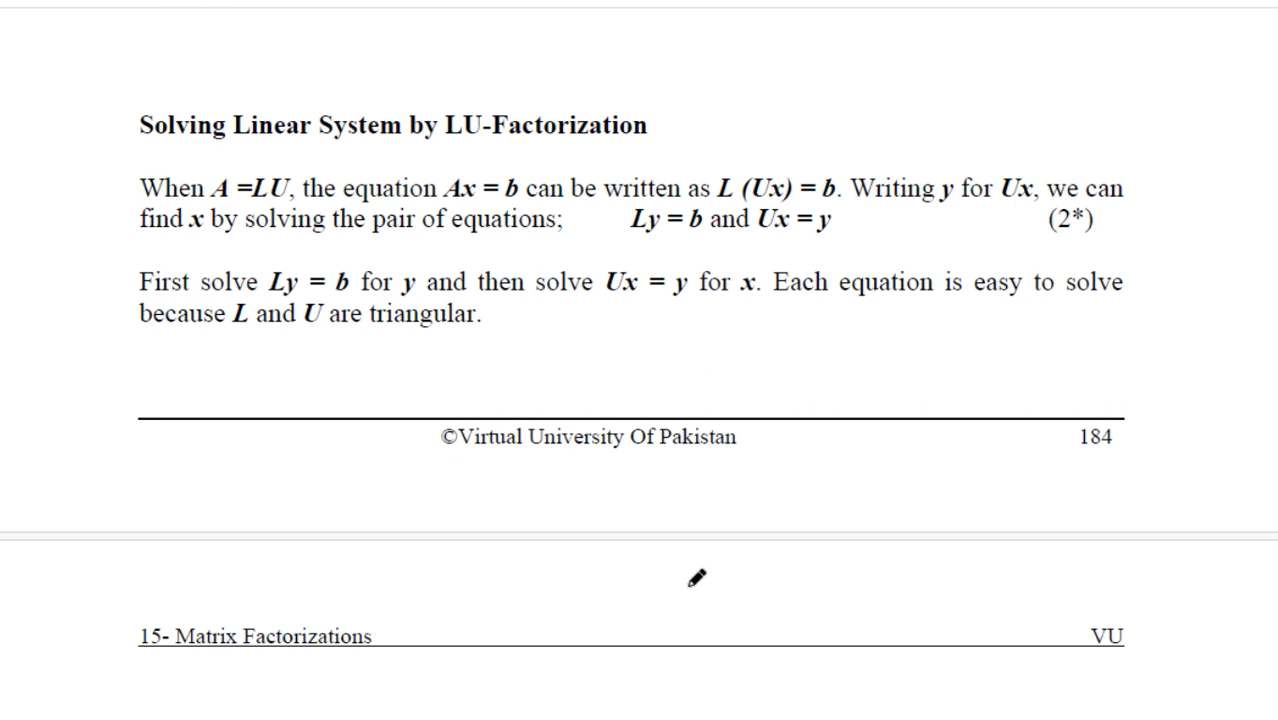 Solving Linear System by LU-Factorization
When A =LU, the equation Ax = b can be written as L (Ux) = b. Writing y for Ux, we can
find x by solving the pair of equations; Ly = b and Ux = y (2*)
First solve Ly = b for y and then solve Ux = y for x. Each equation is easy to solve
because L and U are triangular.
©Virtual University Of Pakistan 184
15- Matrix Factorizations VU